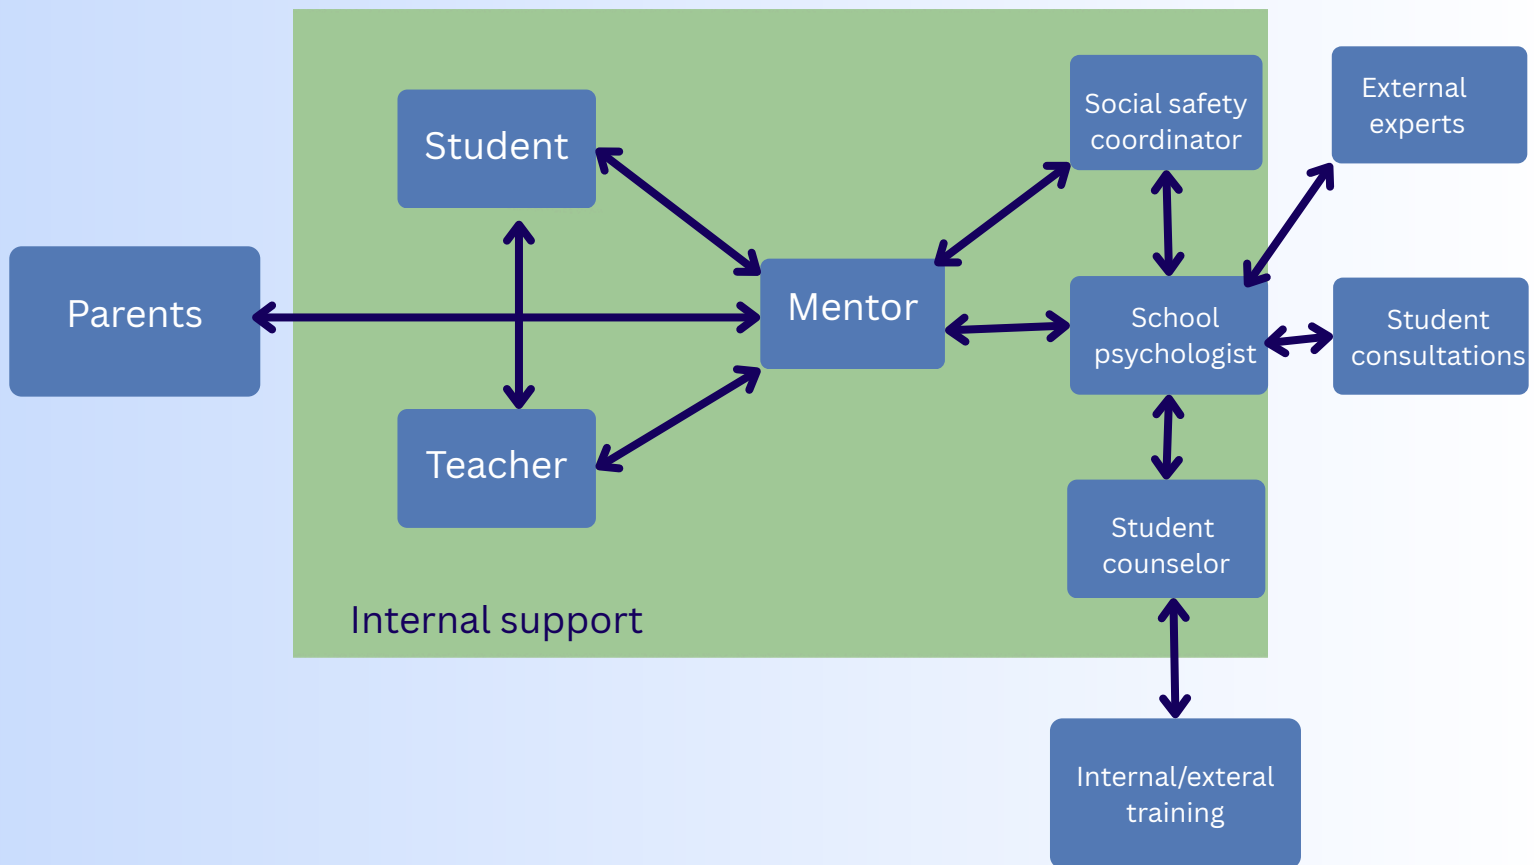 Student
Social safety
coordinator
External
experts
Parents
Mentor
School
psychologist
Student
consultations
Teacher
Student
counselor
Internal support
Internal/exteral
training